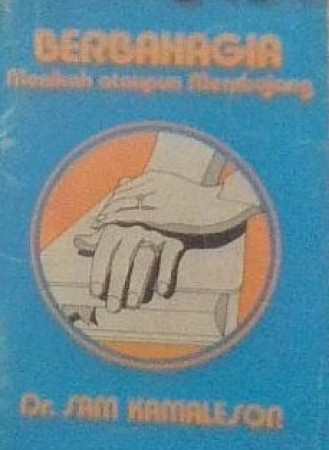 BERBAHAGIA
Menikah ataupun Membujang
Dr. SAM KAMALESON